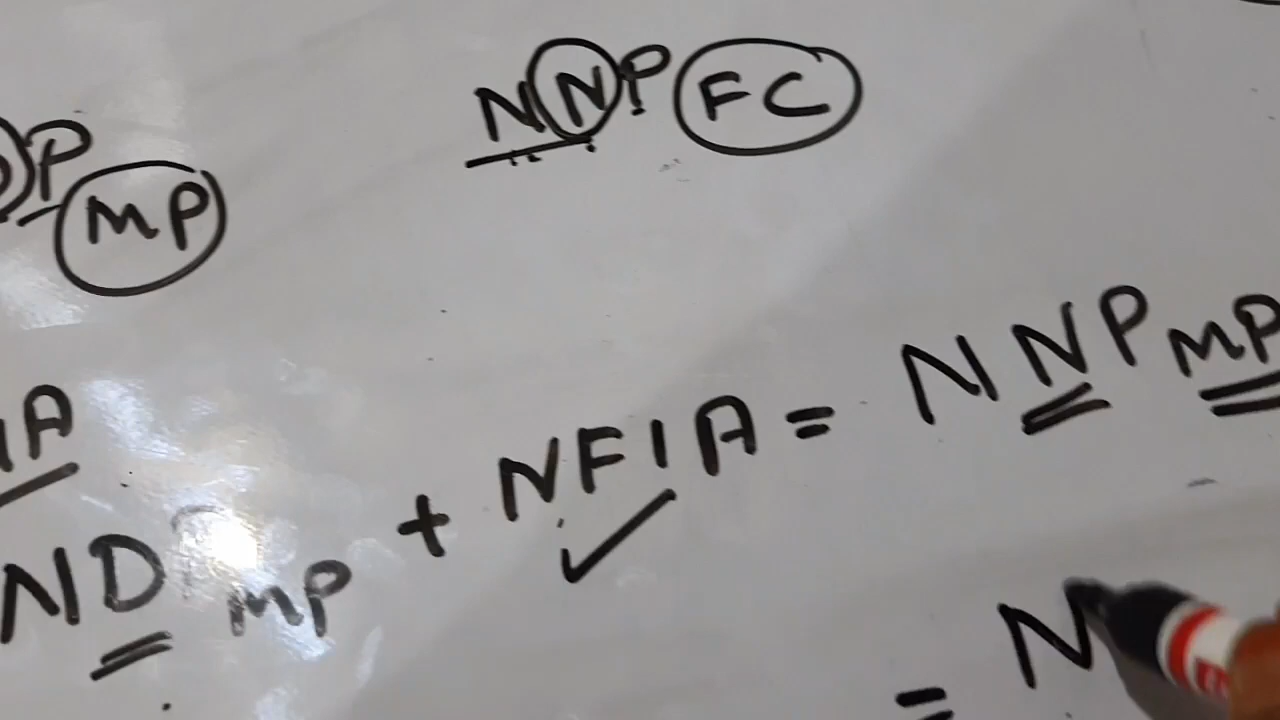 NNP FC
P MP
IA
ND P MP + NFIA = NNP MP
= N